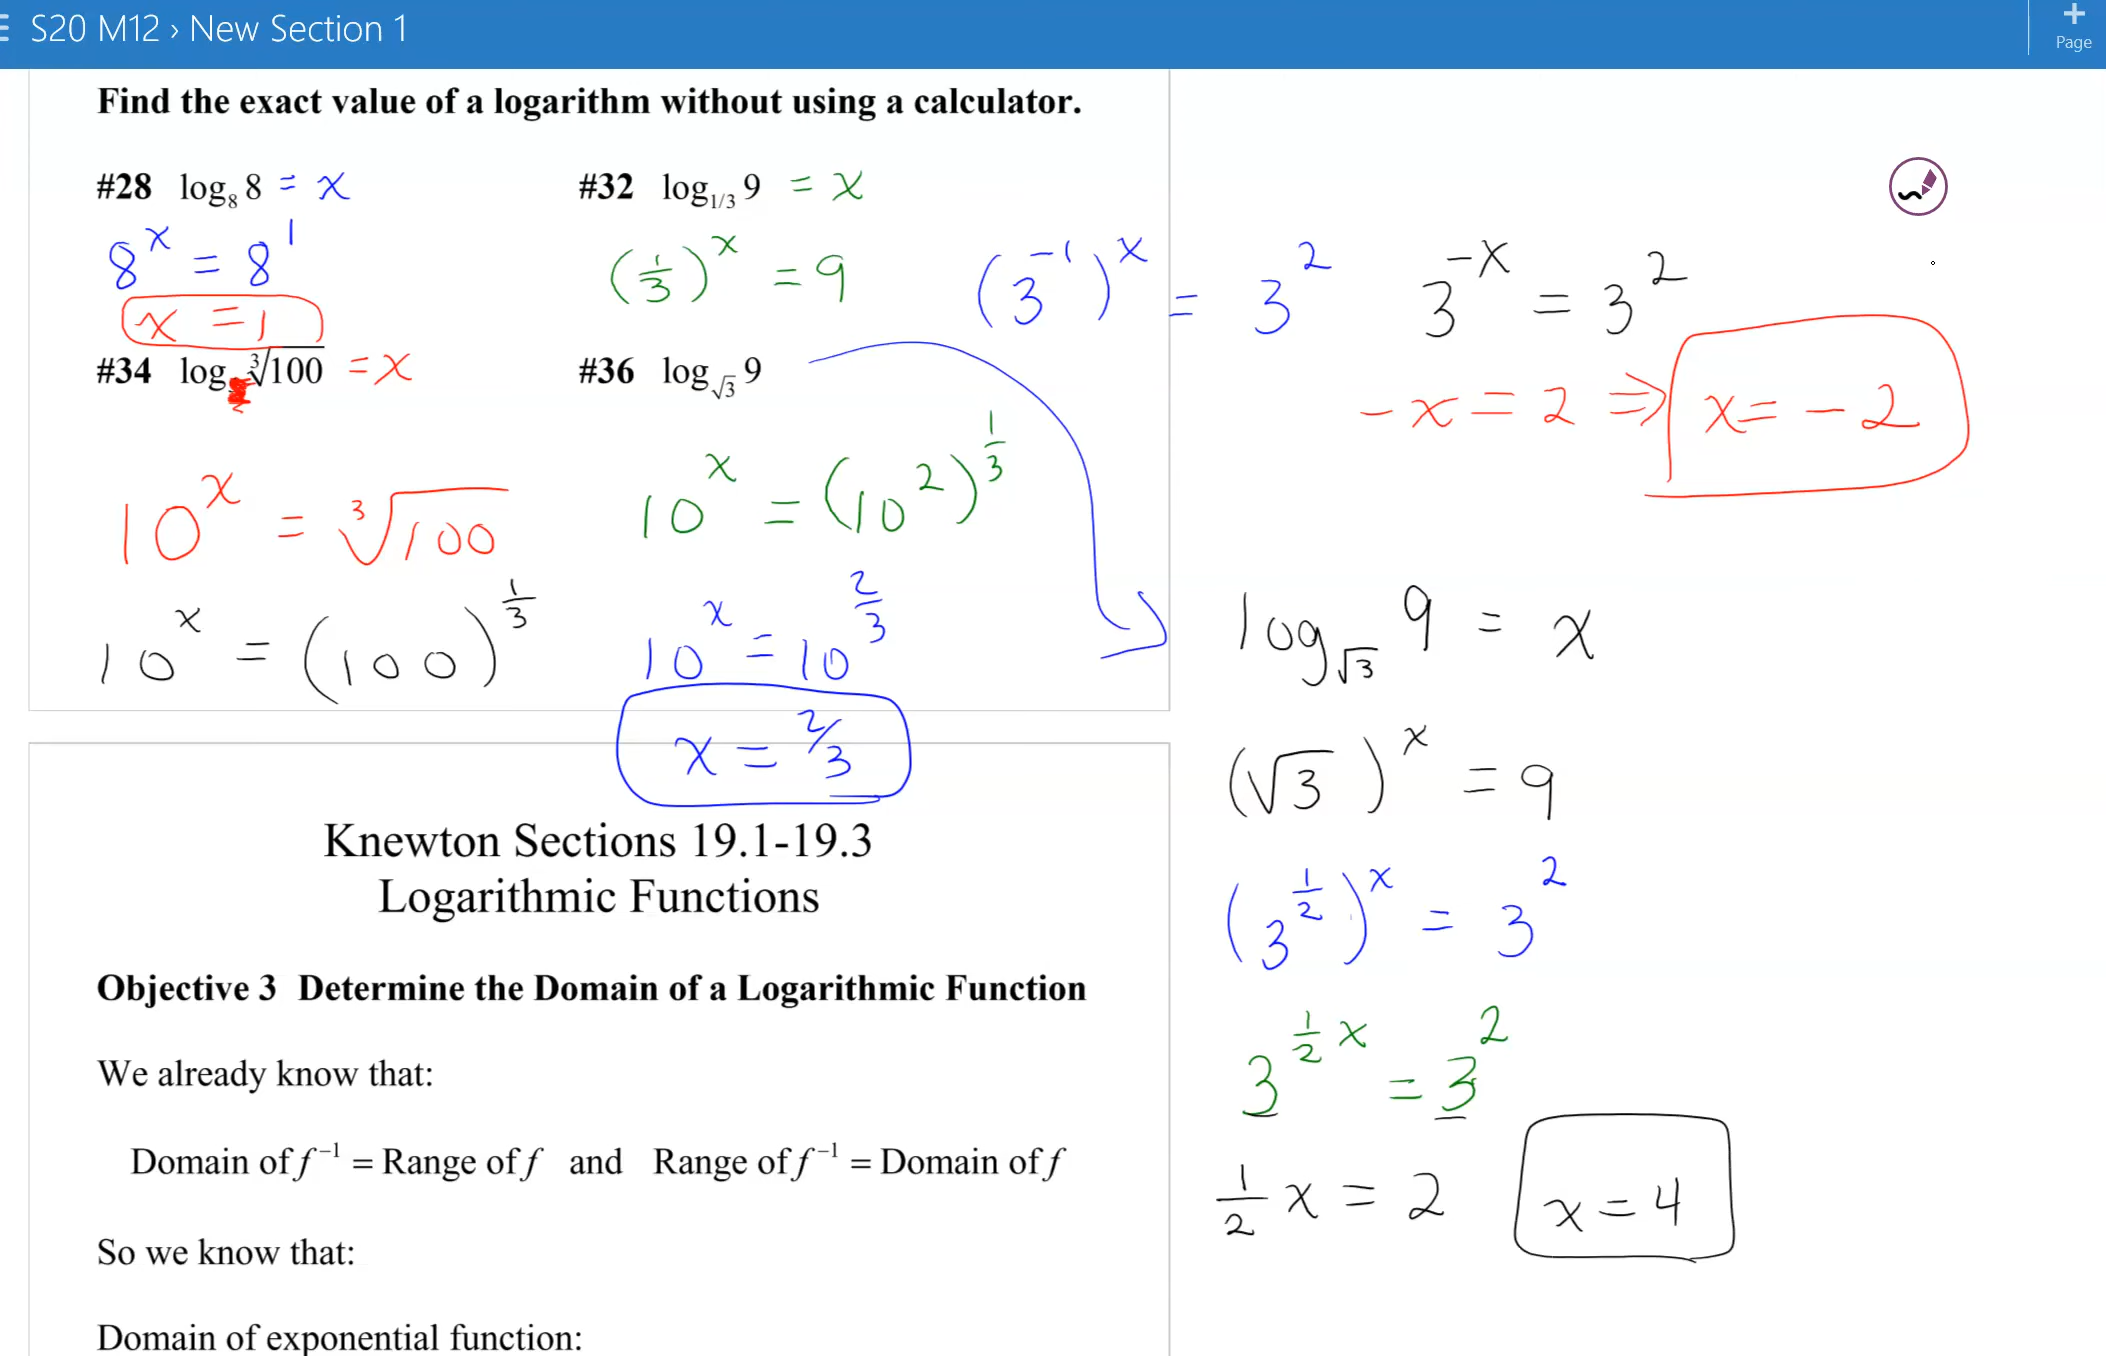 S20 M12 › New Section 1
+ Page
Find the exact value of a logarithm without using a calculator.
#28 log₈ 8 = x
8^x = 8^1
x = 1
#32 log_{1/3} 9 = x
(1/3)^x = 9
(3^{-1})^x = 3^2
3^{-x} = 3^2
-x = 2 ⇒ x = -2
#34 log ∛100 = x
10^x = ∛100
10^x = (100)^{1/3}
10^x = (10^2)^{1/3}
10^x = 10^{2/3}
x = 2/3
#36 log_{√3} 9
log_{√3} 9 = x
(√3)^x = 9
(3^{1/2})^x = 3^2
3^{1/2 x} = 3^2
1/2 x = 2
x = 4
Knewton Sections 19.1-19.3
Logarithmic Functions
Objective 3 Determine the Domain of a Logarithmic Function
We already know that:
Domain of f⁻¹ = Range of f and Range of f⁻¹ = Domain of f
So we know that:
Domain of exponential function: